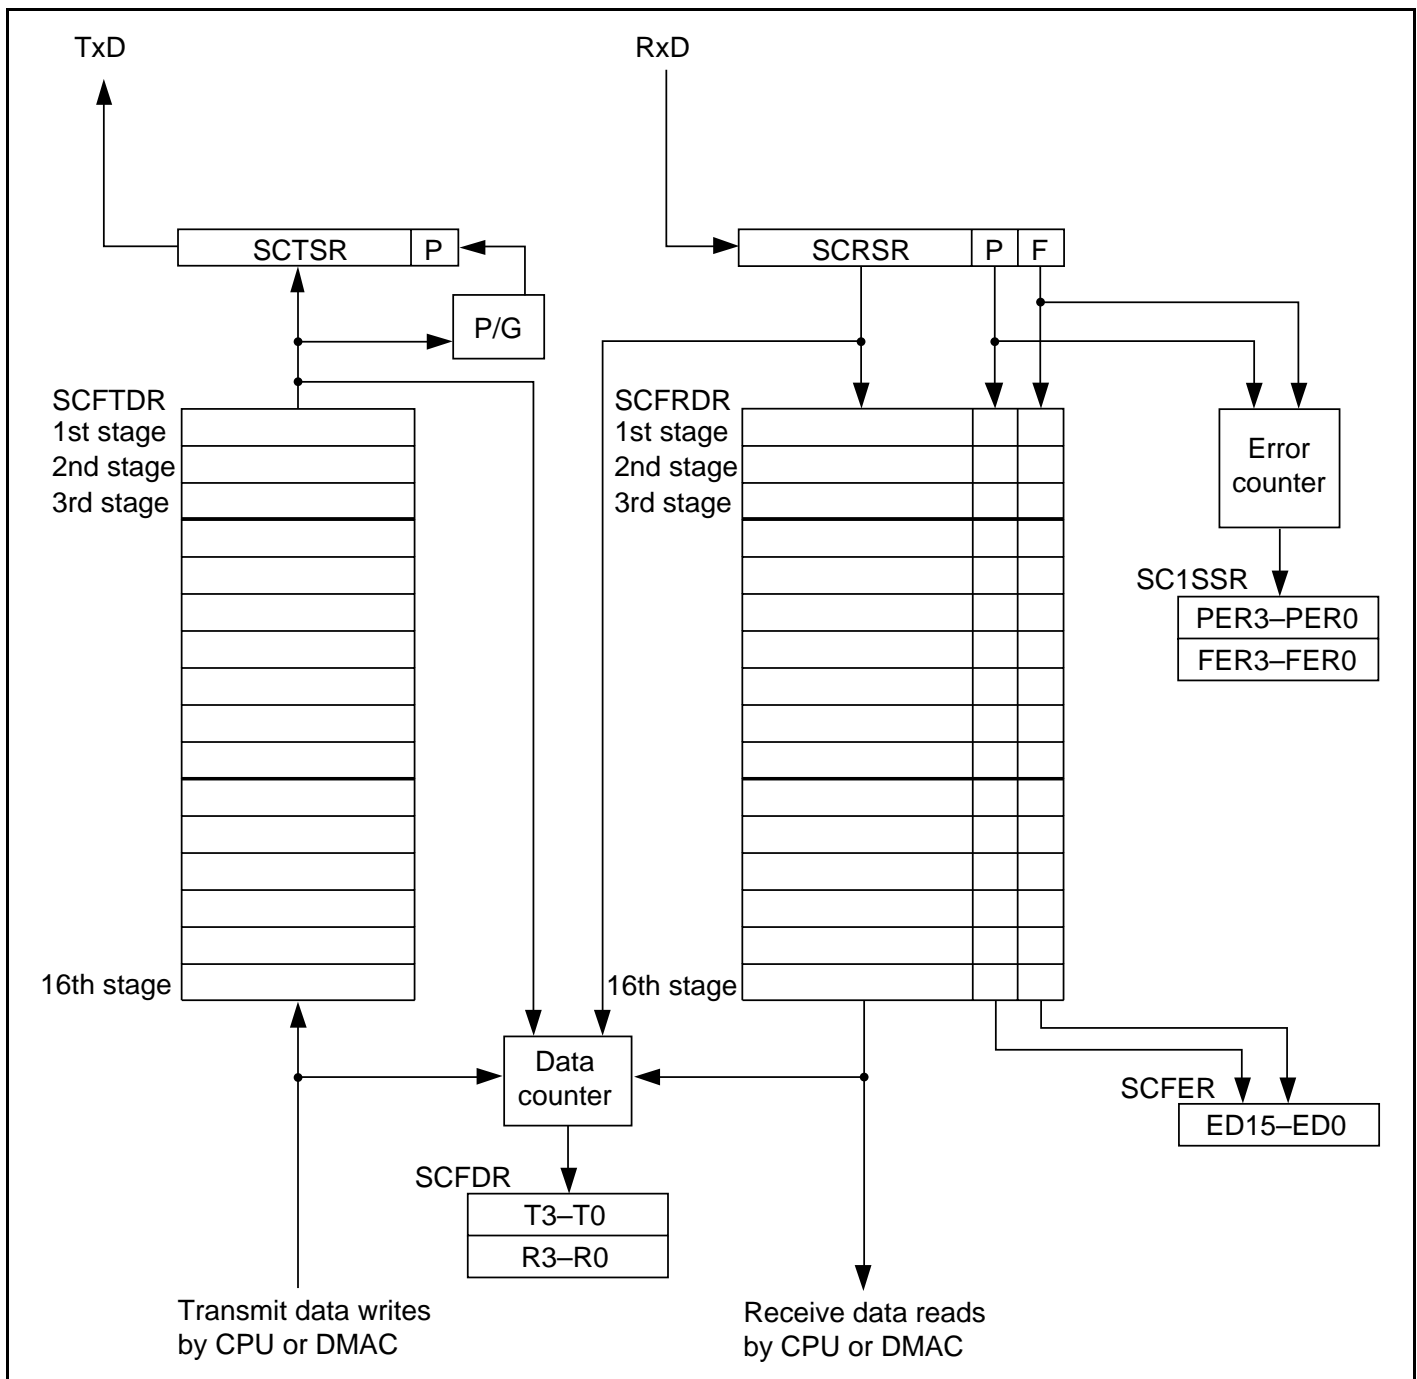 TxD
RxD
SCTSR
P
SCRSR
P
F
P/G
SCFTDR
1st stage
2nd stage
3rd stage
16th stage
SCFRDR
1st stage
2nd stage
3rd stage
16th stage
Error
counter
SC1SSR
PER3–PER0
FER3–FER0
Data
counter
SCFER
ED15–ED0
SCFDR
T3–T0
R3–R0
Transmit data writes
by CPU or DMAC
Receive data reads
by CPU or DMAC